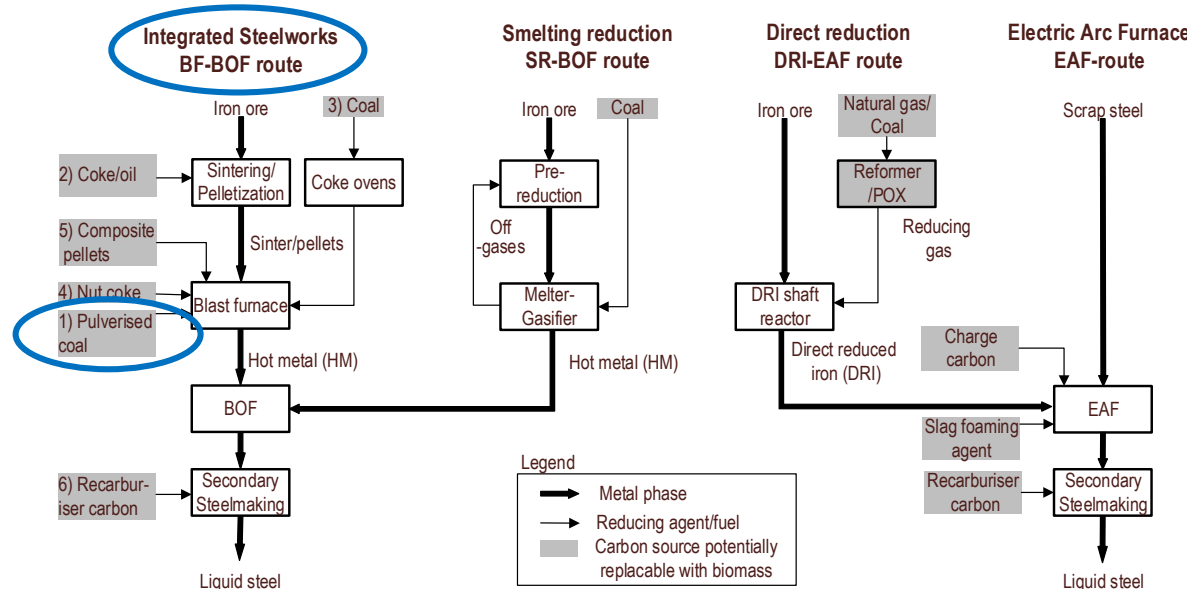 Integrated Steelworks
BF-BOF route
Smelting reduction
SR-BOF route
Direct reduction
DRI-EAF route
Electric Arc Furnace
EAF-route
Iron ore
3) Coal
Iron ore
Coal
Iron ore
Natural gas/
Coal
Scrap steel
2) Coke/oil
Sintering/
Pelletization
Coke ovens
Pre-
reduction
Reformer
/POX
5) Composite
pellets
Sinter/pellets
Off
-gases
Reducing
gas
4) Nut coke
1) Pulverised
coal
Blast furnace
Melter-
Gasifier
DRI shaft
reactor
Hot metal (HM)
Hot metal (HM)
Direct reduced
iron (DRI)
Charge
carbon
BOF
EAF
Slag foaming
agent
6) Recarbur-
iser carbon
Secondary
Steelmaking
Recarburiser
carbon
Secondary
Steelmaking
Legend
Metal phase
Reducing agent/fuel
Carbon source potentially
replacable with biomass
Liquid steel
Liquid steel